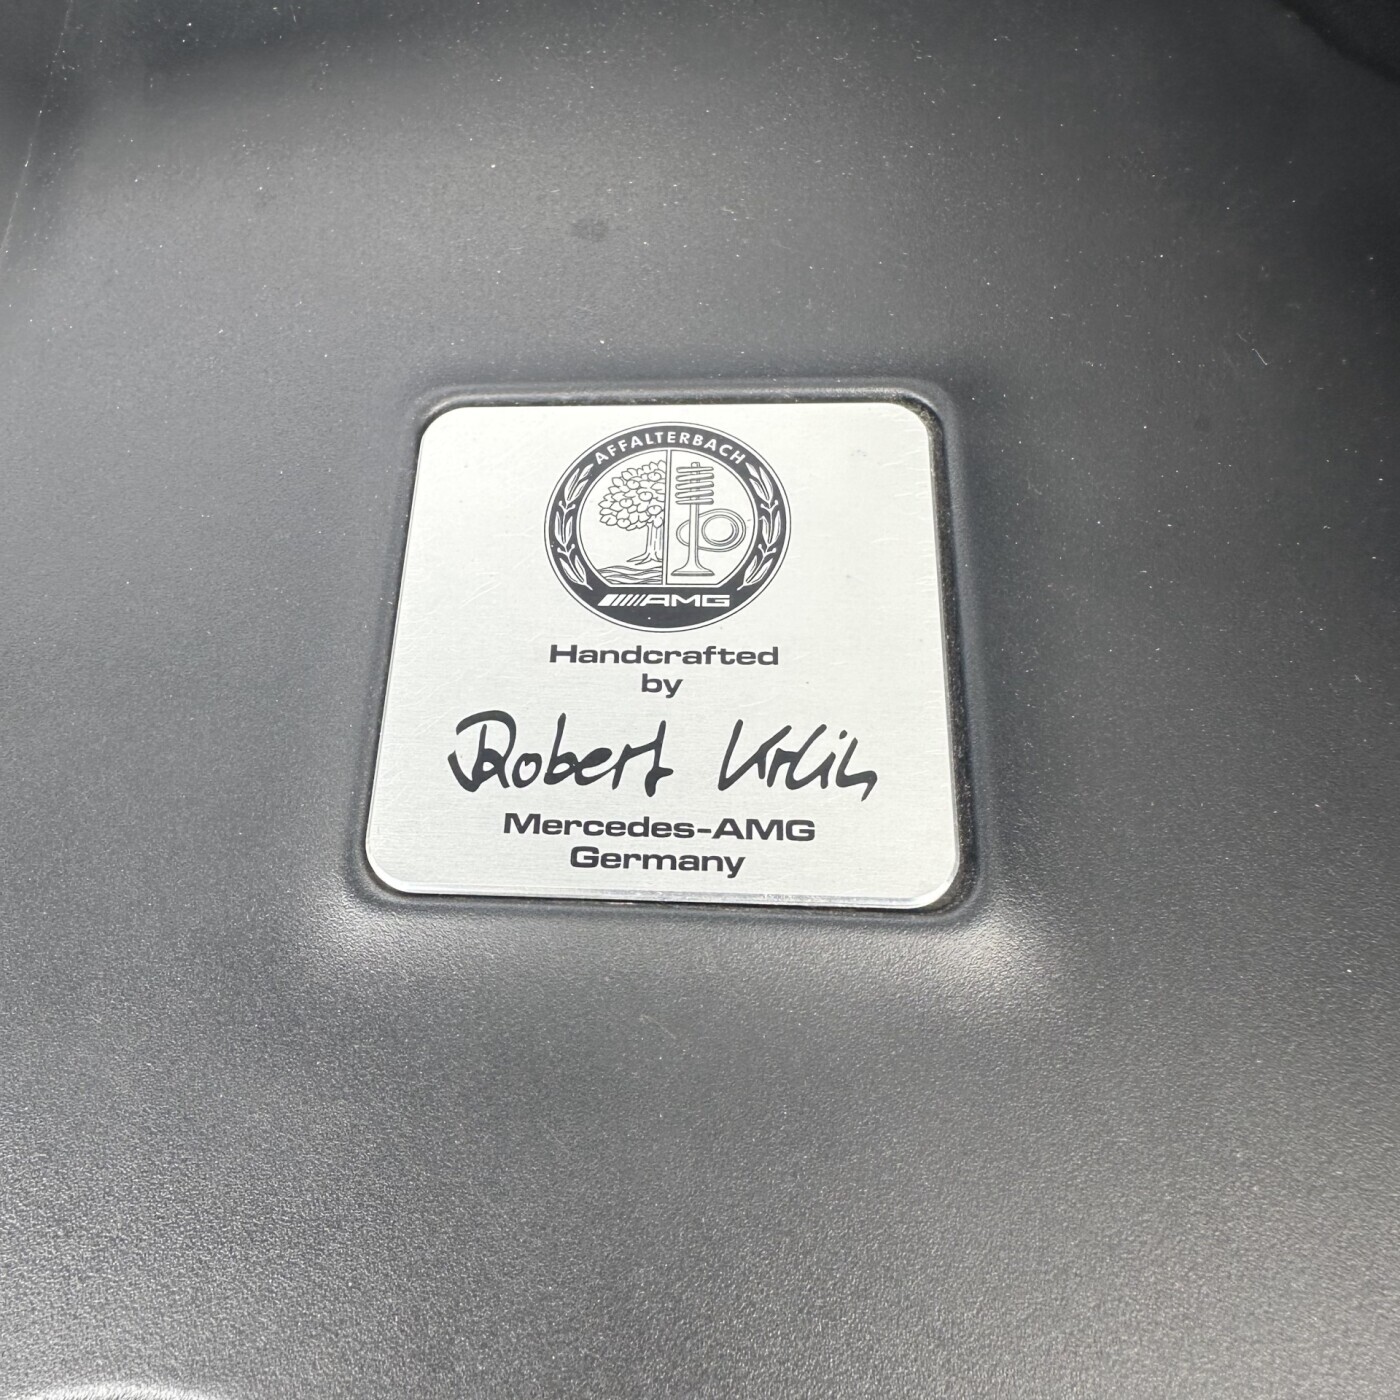 AFFALTERBACH
AMG
Handcrafted
by
Robert
Mercedes-AMG
Germany